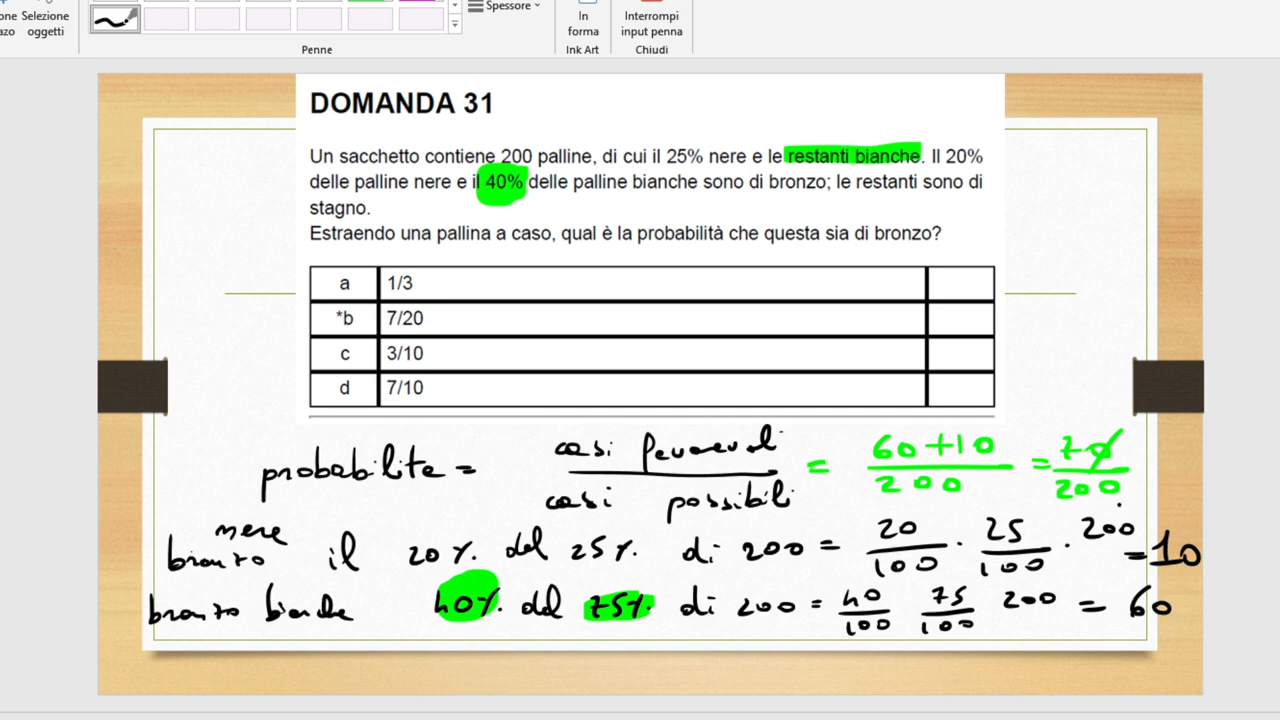 one Selezione
azo oggetti
Penne
Spessore
In
forma
Ink Art
Interrompi
input penna
Chiudi
DOMANDA 31
Un sacchetto contiene 200 palline, di cui il 25% nere e le restanti bianche. Il 20%
delle palline nere e il 40% delle palline bianche sono di bronzo; le restanti sono di
stagno.
Estraendo una pallina a caso, qual è la probabilità che questa sia di bronzo?
a 1/3
*b 7/20
c 3/10
d 7/10
probabilite = casi favorevoli / casi possibili = 60+10 / 200 = 70 / 200
nere
bronzo il 20%. del 25%. di 200 = 20/100 · 25/100 · 200 = 10
bronzo bianche 40%. del 75%. di 200 = 40/100 75/100 200 = 60